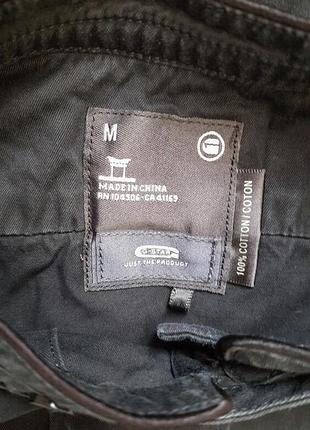 M
MADE IN CHINA
RN 104506 - CA 41169
G-STAR
JUST THE PRODUCT
100% COTTON / COTON